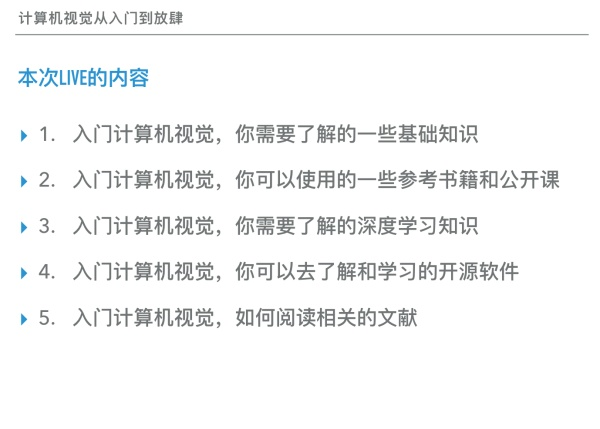 计算机视觉从入门到放肆
本次LIVE的内容
1. 入门计算机视觉，你需要了解的一些基础知识
2. 入门计算机视觉，你可以使用的一些参考书籍和公开课
3. 入门计算机视觉，你需要了解的深度学习知识
4. 入门计算机视觉，你可以去了解和学习的开源软件
5. 入门计算机视觉，如何阅读相关的文献